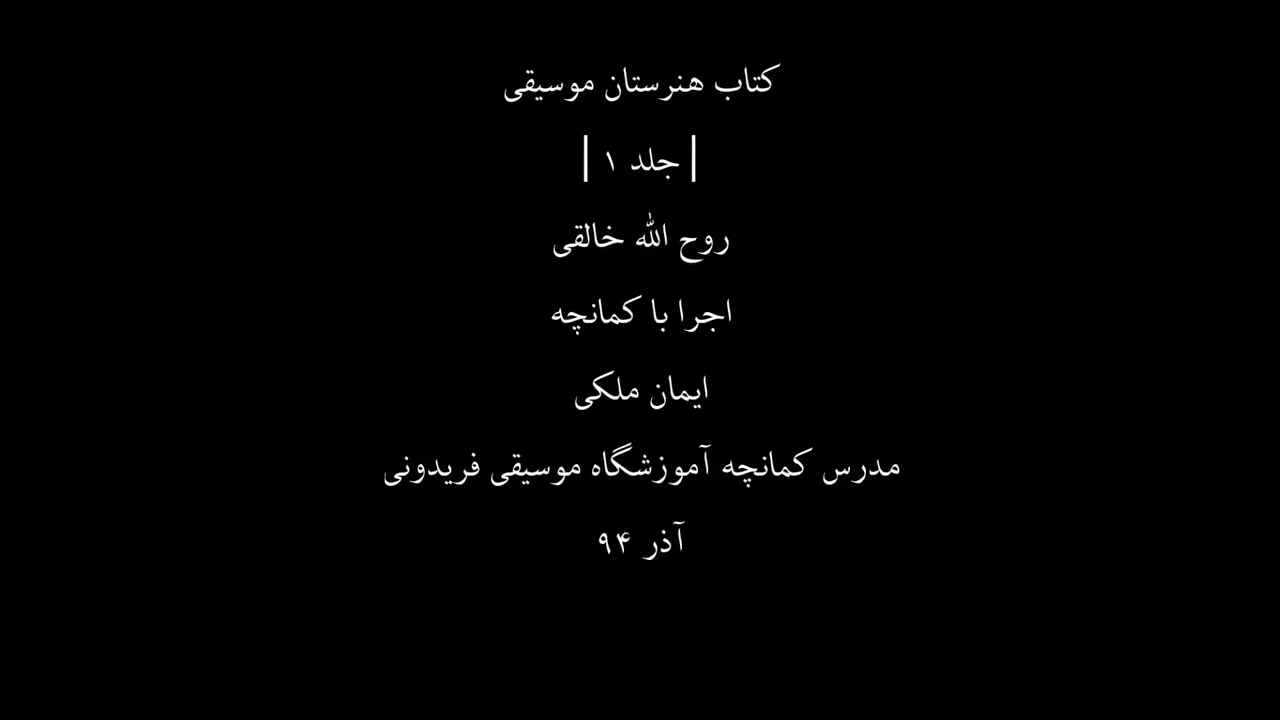 کتاب هنرستان موسیقی
| جلد ۱ |
روح الله خالقی
اجرا با کمانچه
ایمان ملکی
مدرس کمانچه آموزشگاه موسیقی فریدونی
آذر ۹۴